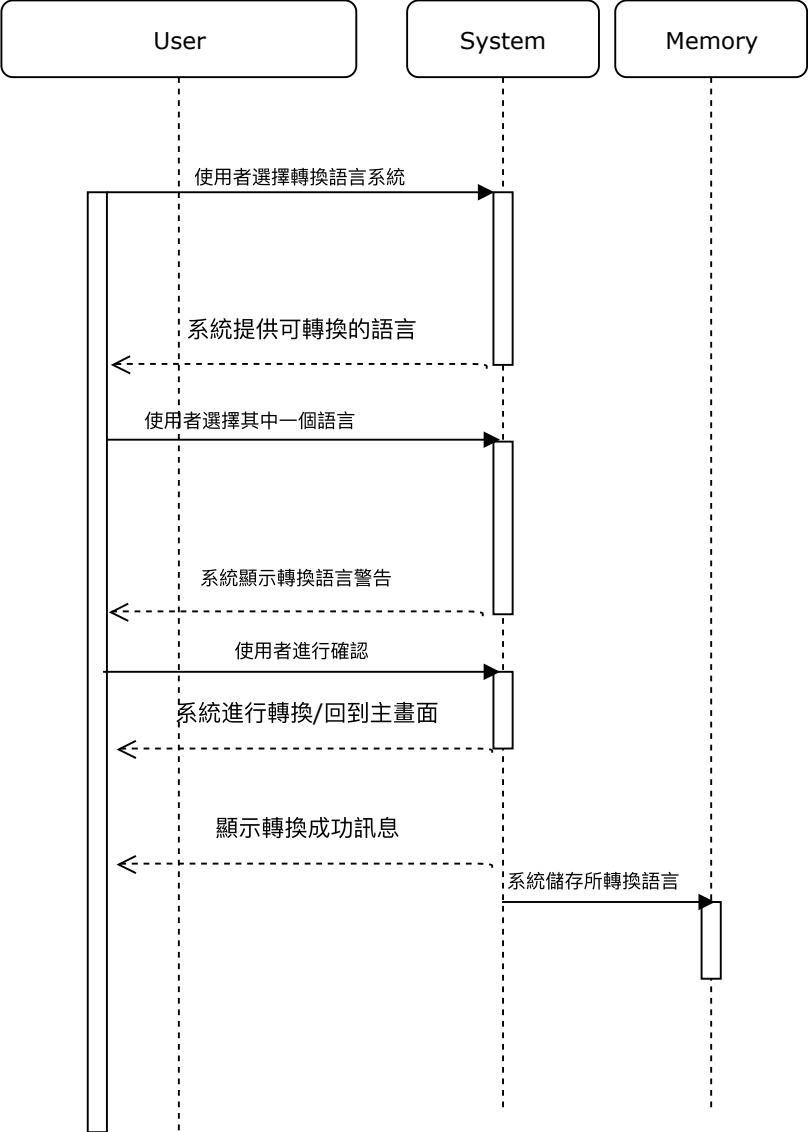 User
System
Memory
使用者選擇轉換語言系統
系統提供可轉換的語言
使用者選擇其中一個語言
系統顯示轉換語言警告
使用者進行確認
系統進行轉換/回到主畫面
顯示轉換成功訊息
系統儲存所轉換語言